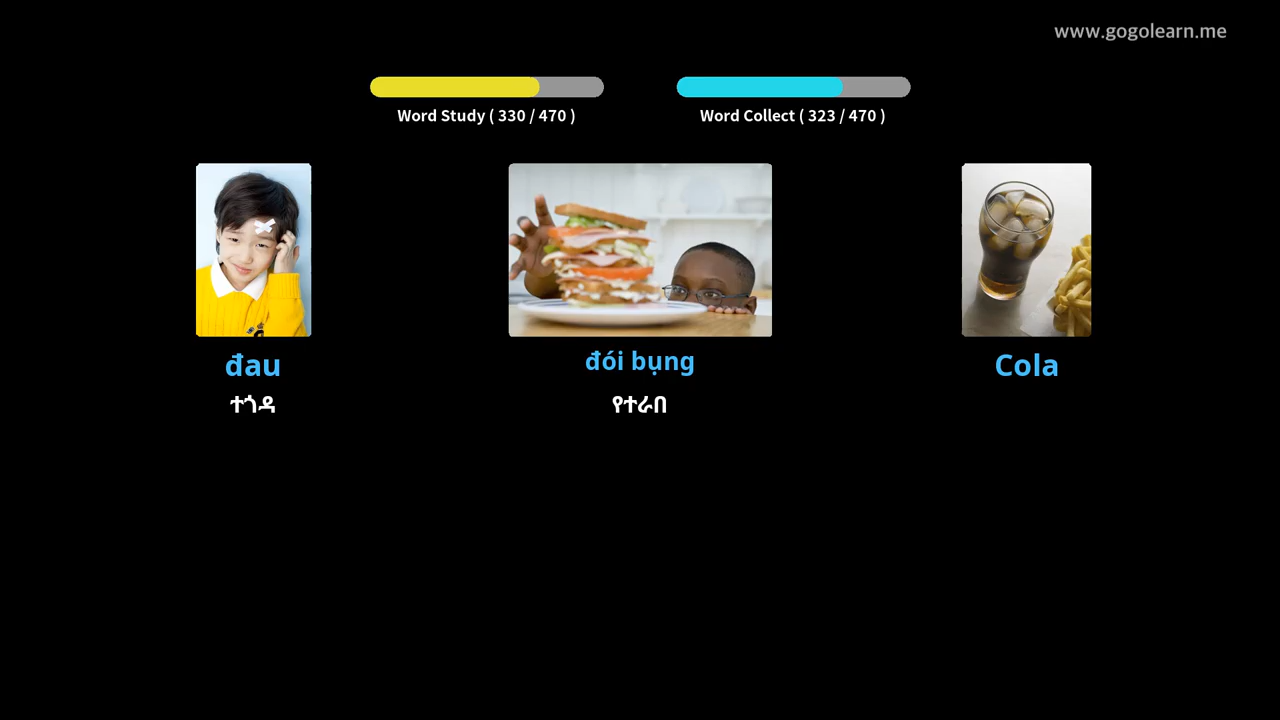 www.gogolearn.me
Word Study ( 330 / 470 )
Word Collect ( 323 / 470 )
đau
đói bụng
Cola
ተጎዳ
የተራበ